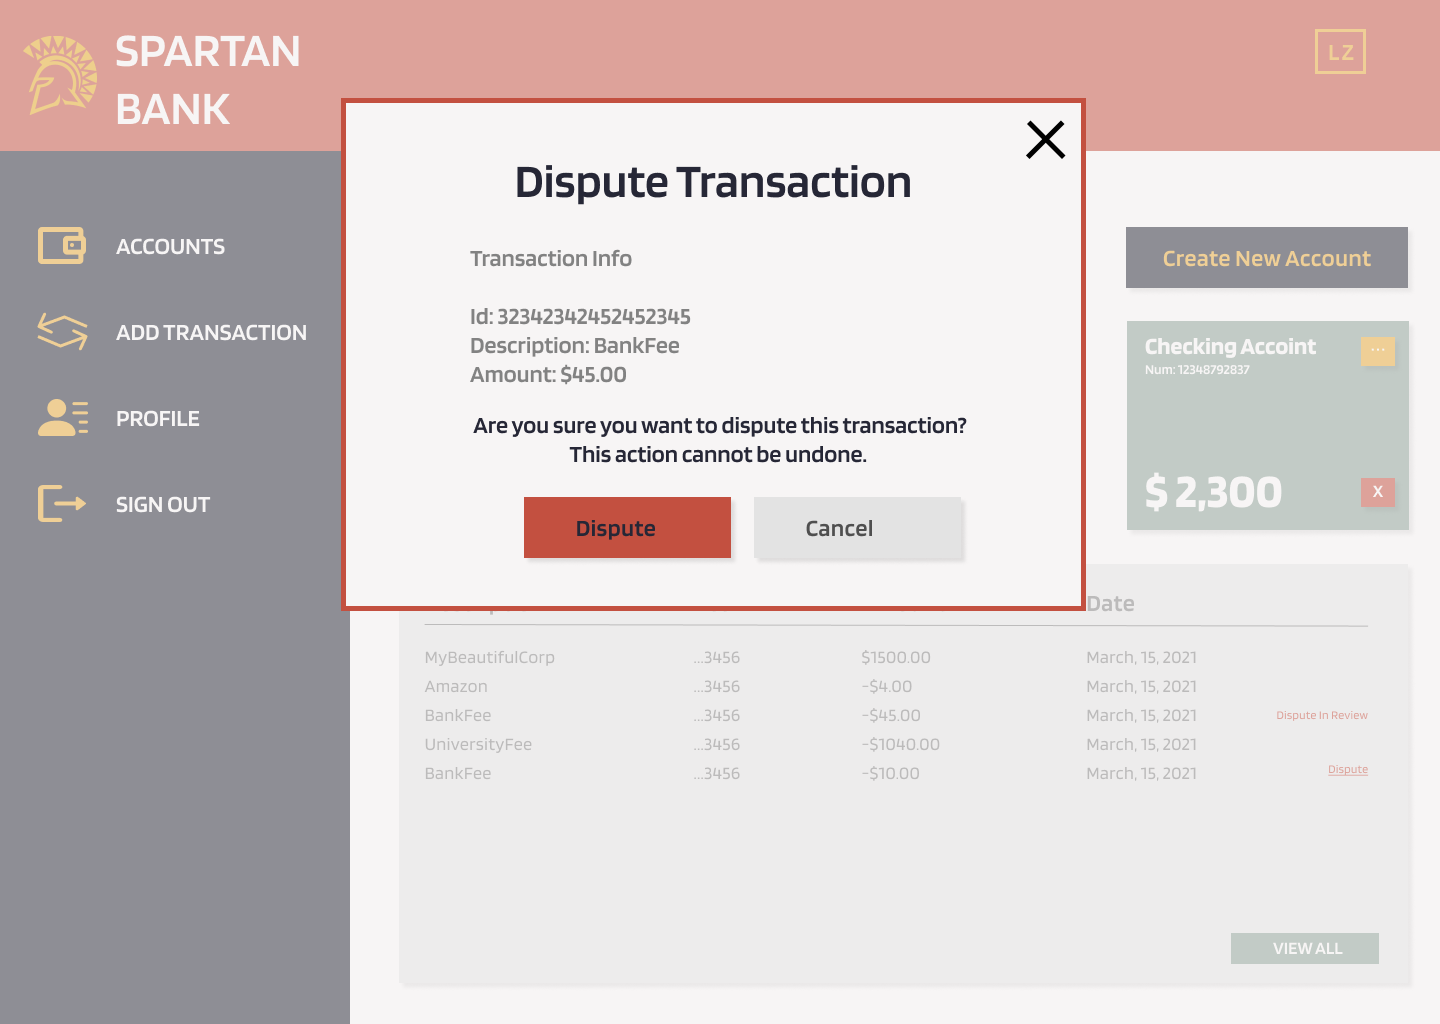 SPARTAN
BANK
LZ
ACCOUNTS
ADD TRANSACTION
PROFILE
SIGN OUT
Dispute Transaction
Transaction Info
Id: 32342342452452345
Description: BankFee
Amount: $45.00
Are you sure you want to dispute this transaction?
This action cannot be undone.
Dispute
Cancel
Create New Account
Checking Accoint
...
Num: 12348792837
$ 2,300
X
Date
MyBeautifulCorp ...3456 $1500.00 March, 15, 2021
Amazon ...3456 -$4.00 March, 15, 2021
BankFee ...3456 -$45.00 March, 15, 2021 Dispute In Review
UniversityFee ...3456 -$1040.00 March, 15, 2021
BankFee ...3456 -$10.00 March, 15, 2021 Dispute
VIEW ALL